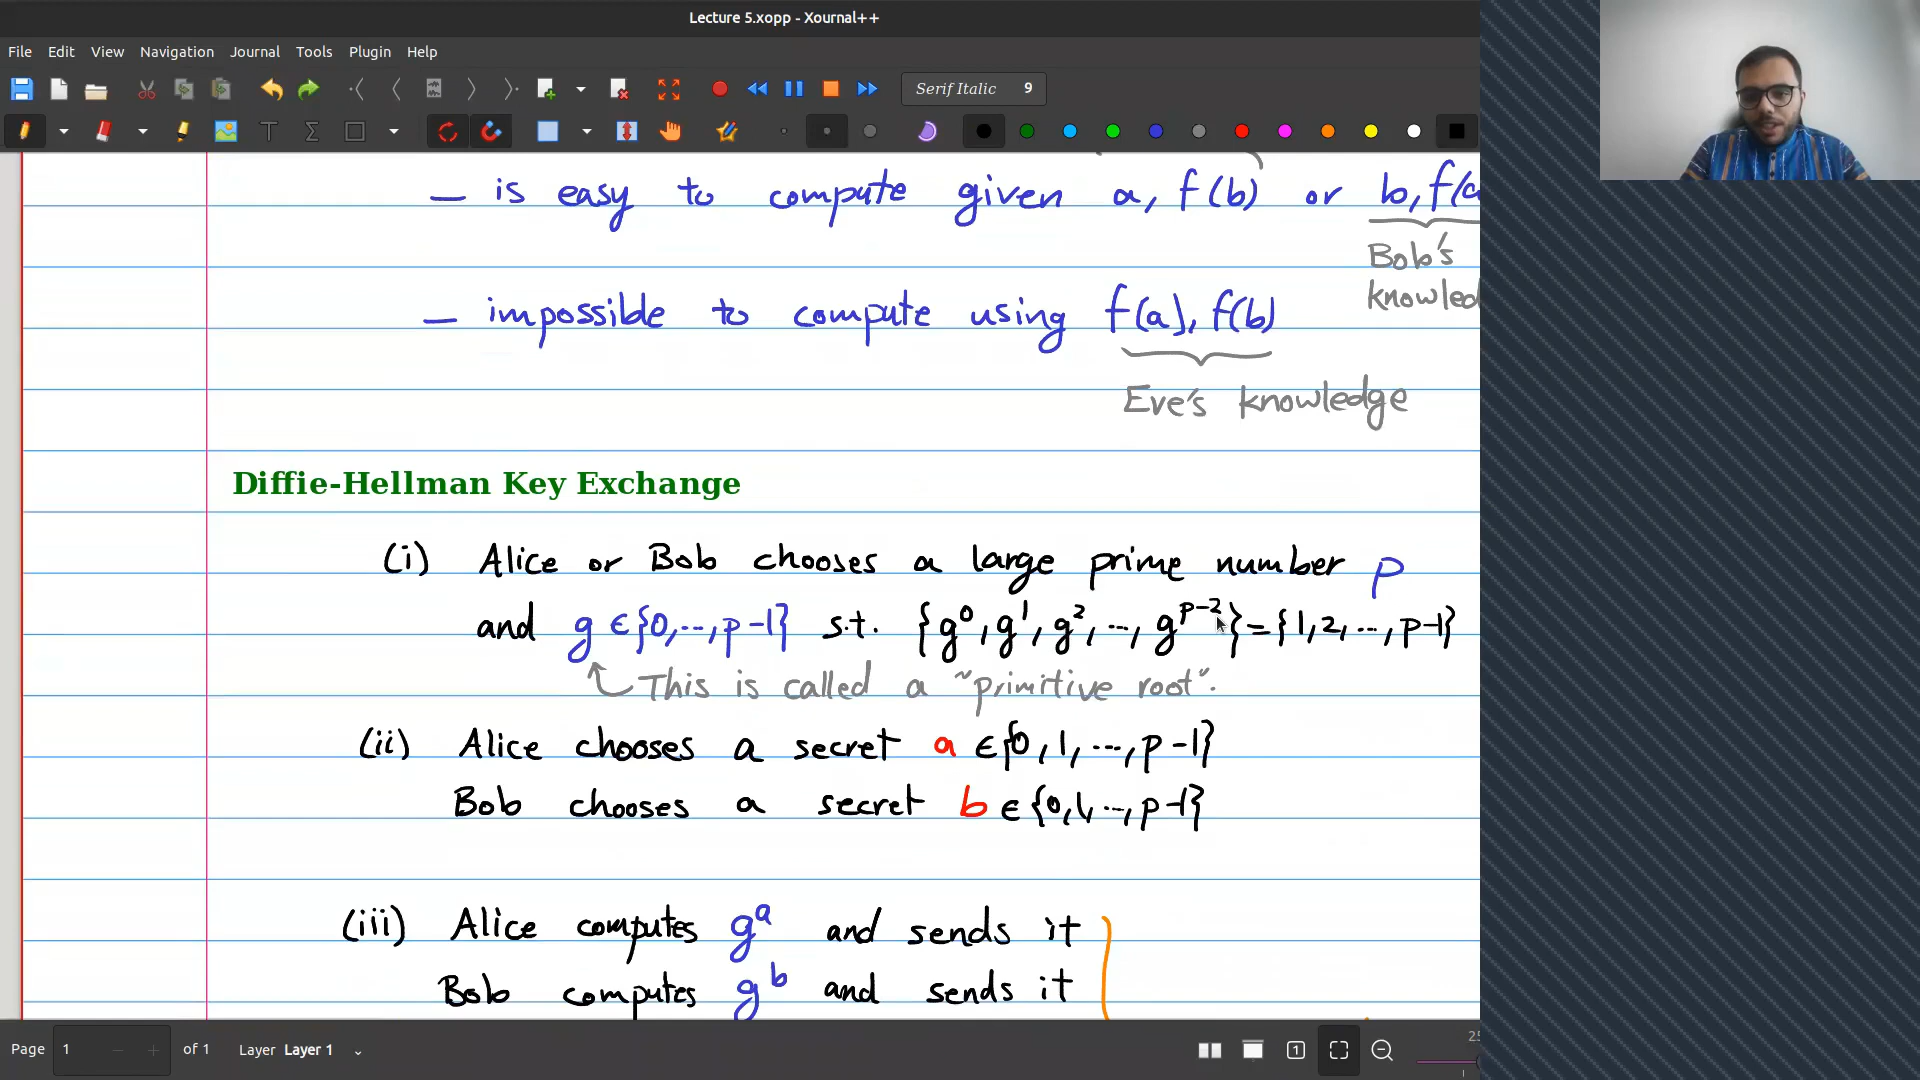 Lecture 5.xopp - Xournal++
File Edit View Navigation Journal Tools Plugin Help
Serif Italic 9
— is easy to compute given a, f(b) or b, f(a
Bob's
knowled
— impossible to compute using f(a), f(b)
Eve's knowledge
Diffie-Hellman Key Exchange
(i) Alice or Bob chooses a large prime number p
and g ∈ {0, .., p-1} s.t. {g⁰, g¹, g², .., g^{p-2}} = {1, 2, ..., p-1}
This is called a "primitive root".
(ii) Alice chooses a secret a ∈ {0, 1, ..., p-1}
Bob chooses a secret b ∈ {0, 1, ..., p-1}
(iii) Alice computes g^a and sends it
Bob computes g^b and sends it
Page 1 of 1 Layer Layer 1
25